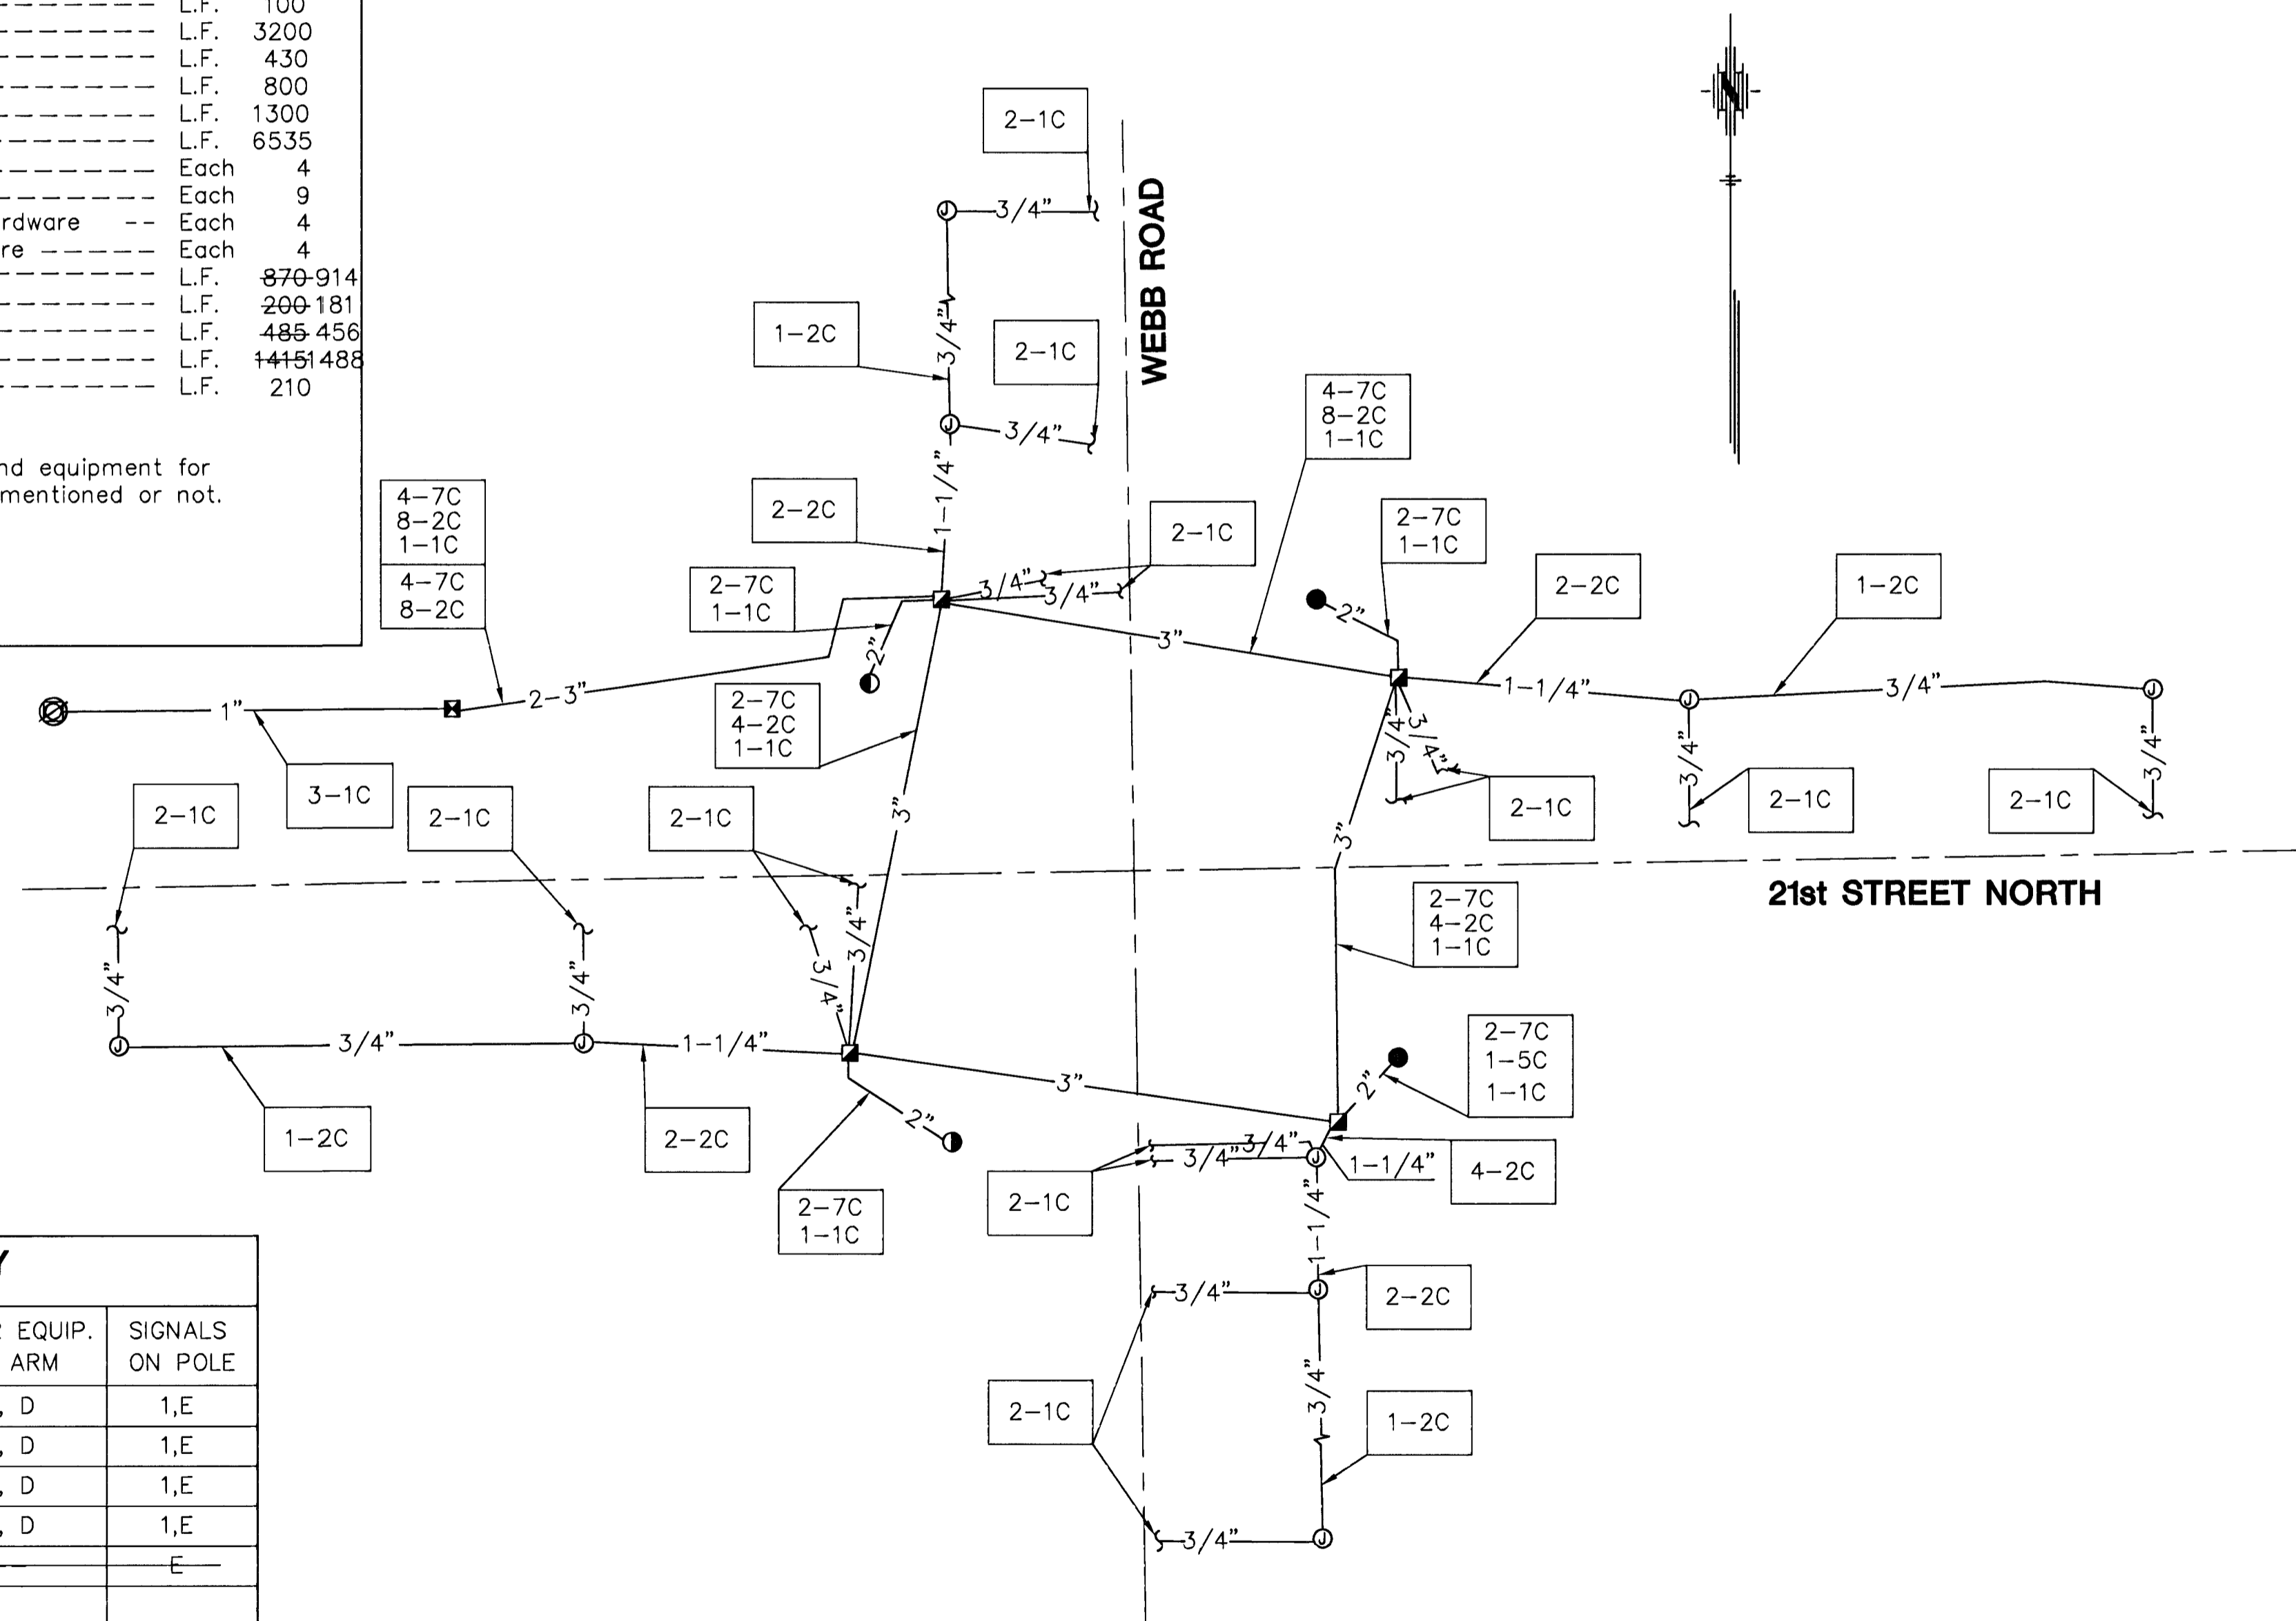 L.F. 100
L.F. 3200
L.F. 430
L.F. 800
L.F. 1300
L.F. 6535
Each 4
Each 9
rdware -- Each 4
re Each 4
L.F. 870 914
L.F. 200 181
L.F. 485 456
L.F. 1415 1488
L.F. 210
nd equipment for
mentioned or not.
N
2-1C
3/4"
WEBB ROAD
1-2C
3/4"
2-1C
3/4"
4-7C
8-2C
1-1C
1-1/4"
4-7C
8-2C
1-1C
4-7C
8-2C
2-2C
2-1C
2-7C
1-1C
2-7C
1-1C
3/4"
3/4"
2-2C
1-2C
2"
2"
3"
1"
2-3"
2-7C
4-2C
1-1C
1-1/4"
3/4"
3/4"
3/4"
3/4"
3/4"
3-1C
2-1C
2-1C
2-1C
2-1C
2-1C
2-1C
3"
3"
21st STREET NORTH
2-7C
4-2C
1-1C
3/4"
3/4"
3/4"
3/4"
3/4"
1-1/4"
3"
2-7C
1-5C
1-1C
2"
1-2C
2-2C
2"
2-7C
1-1C
3/4"
3/4"
1-1/4"
4-2C
2-1C
1-1/4"
3/4"
2-2C
2-1C
3/4"
1-2C
3/4"
J
J
J
J
J
J
J
J
J
Y
R EQUIP.
ARM
SIGNALS
ON POLE
, D 1,E
, D 1,E
, D 1,E
, D 1,E
E